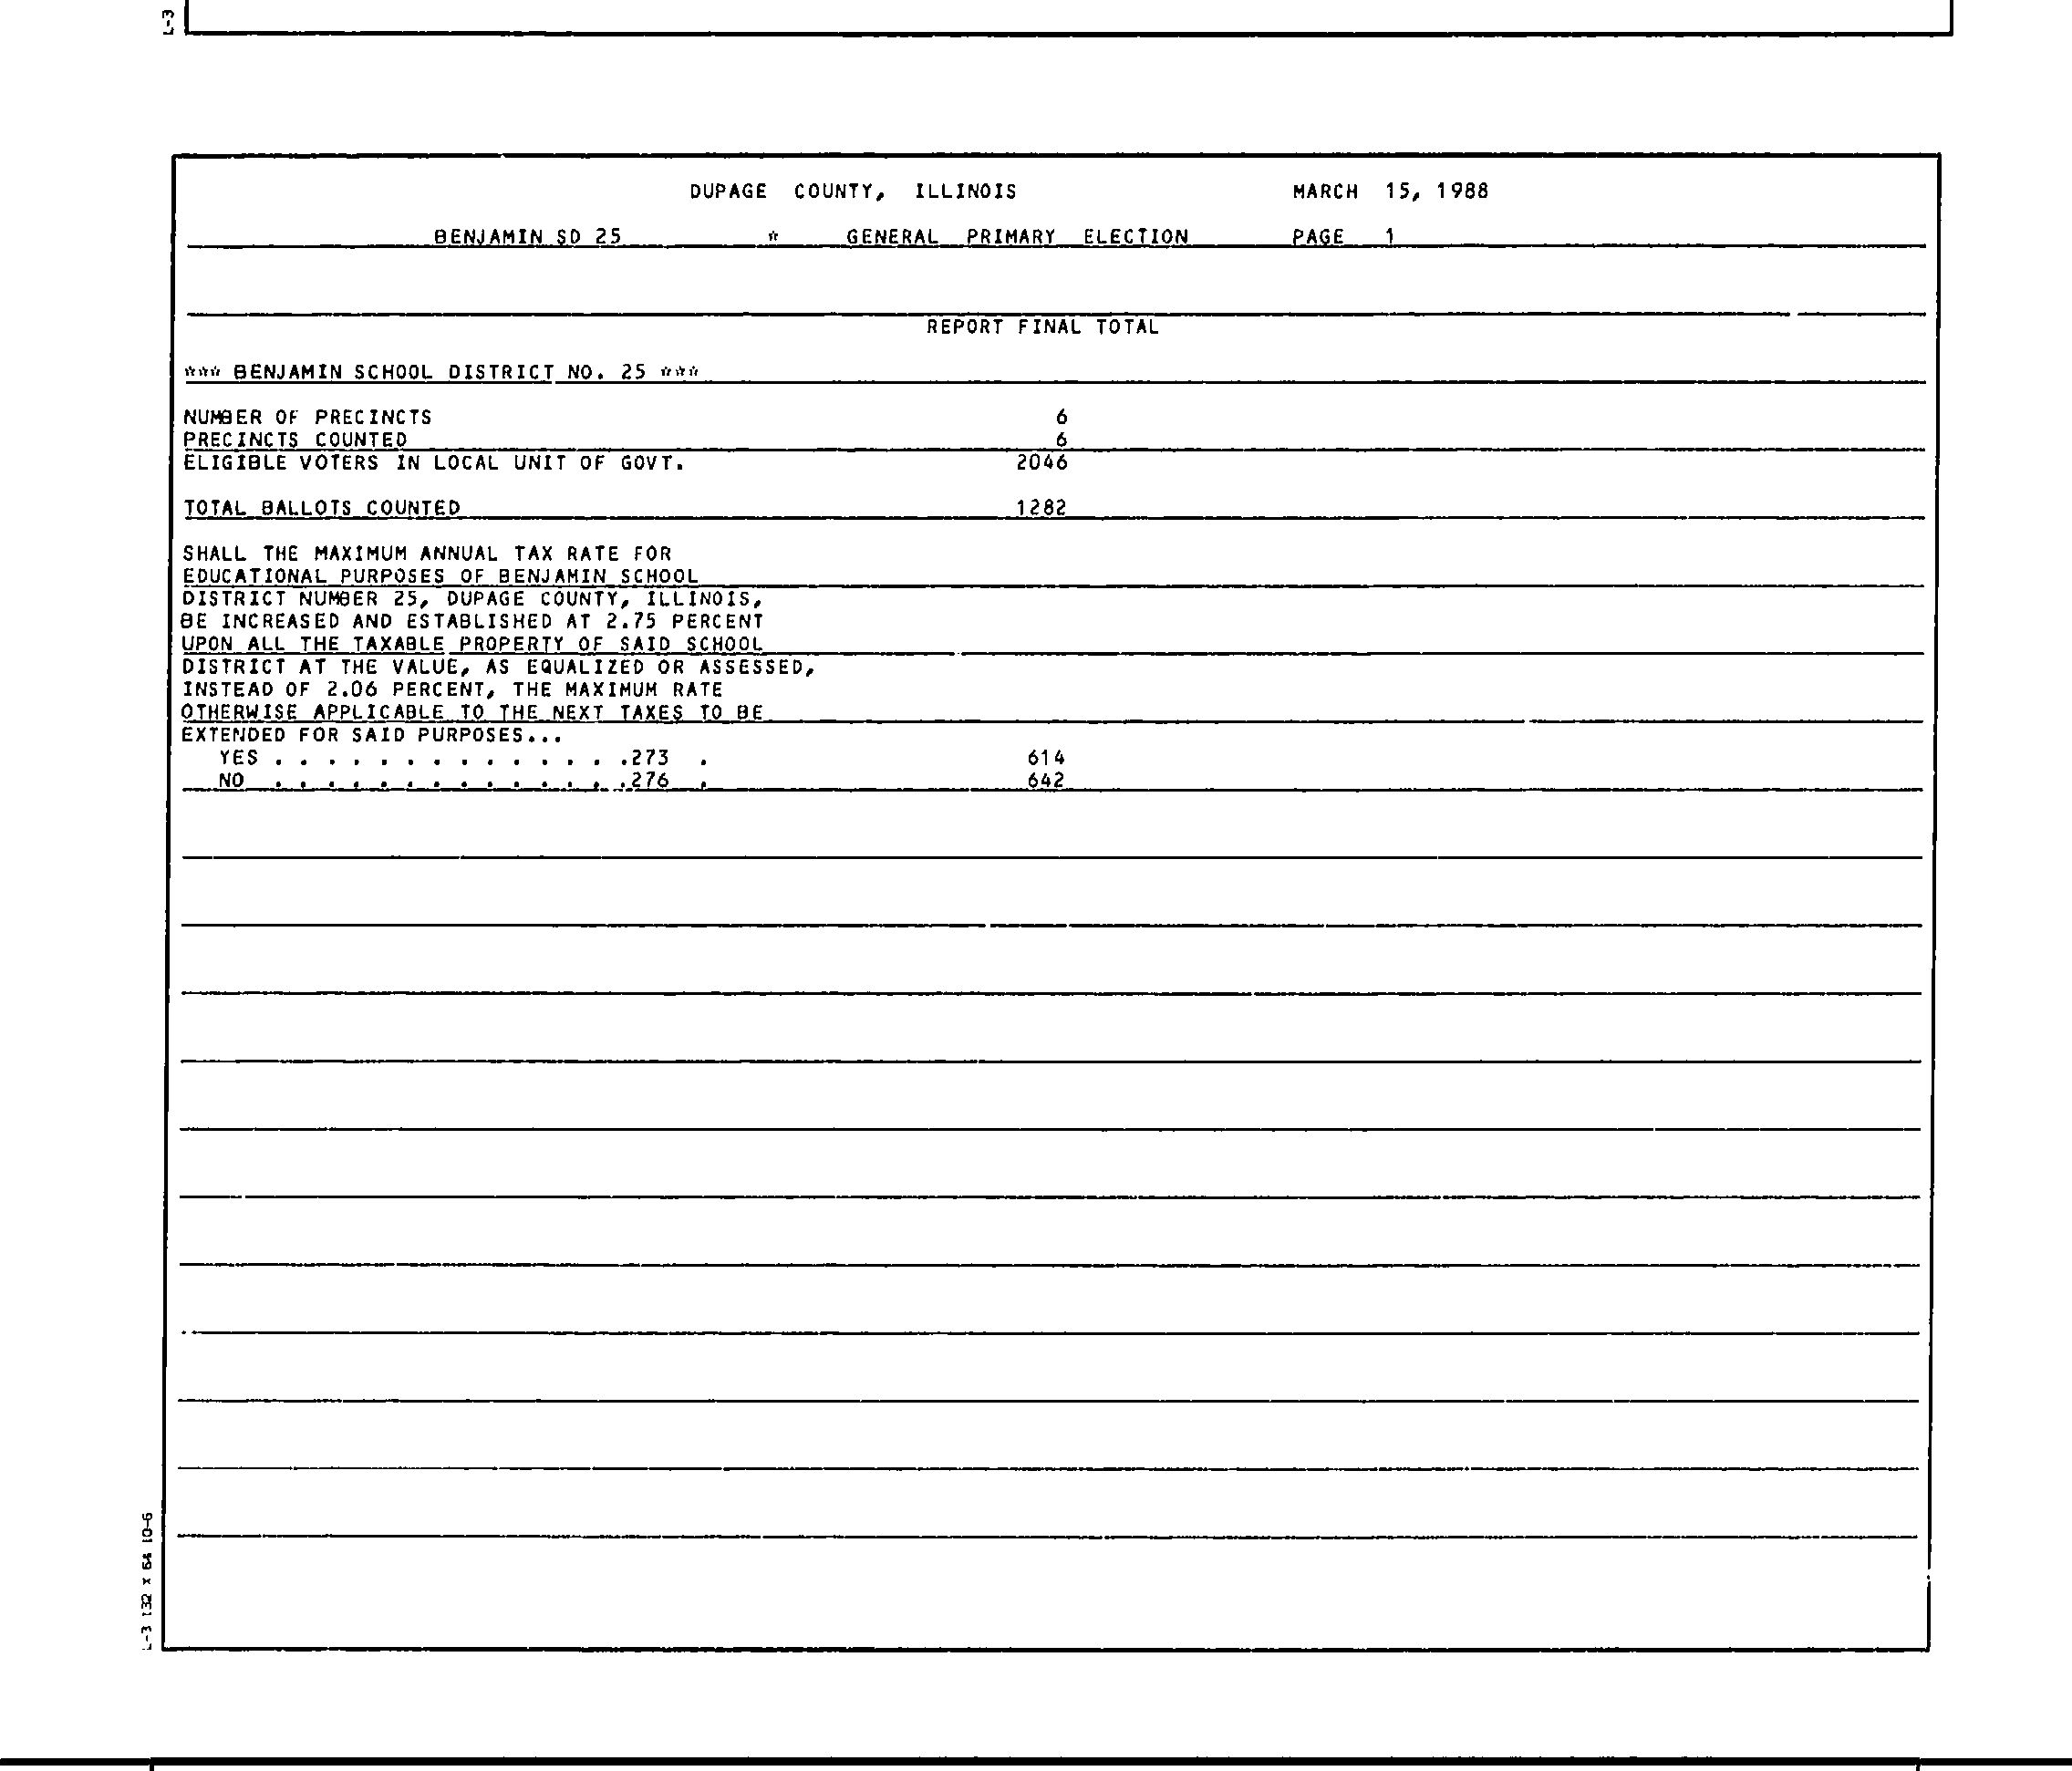 L-3
DUPAGE COUNTY, ILLINOIS MARCH 15, 1988
BENJAMIN SD 25 * GENERAL PRIMARY ELECTION PAGE 1
REPORT FINAL TOTAL
*** BENJAMIN SCHOOL DISTRICT NO. 25 ***
NUMBER OF PRECINCTS 6
PRECINCTS COUNTED 6
ELIGIBLE VOTERS IN LOCAL UNIT OF GOVT. 2046
TOTAL BALLOTS COUNTED 1282
SHALL THE MAXIMUM ANNUAL TAX RATE FOR
EDUCATIONAL PURPOSES OF BENJAMIN SCHOOL
DISTRICT NUMBER 25, DUPAGE COUNTY, ILLINOIS,
BE INCREASED AND ESTABLISHED AT 2.75 PERCENT
UPON ALL THE TAXABLE PROPERTY OF SAID SCHOOL
DISTRICT AT THE VALUE, AS EQUALIZED OR ASSESSED,
INSTEAD OF 2.06 PERCENT, THE MAXIMUM RATE
OTHERWISE APPLICABLE TO THE NEXT TAXES TO BE
EXTENDED FOR SAID PURPOSES...
YES . . . . . . . . . . . . . .273 . 614
NO . . . . . . . . . . . . . .276 . 642
L-3 132 x 64 10-6